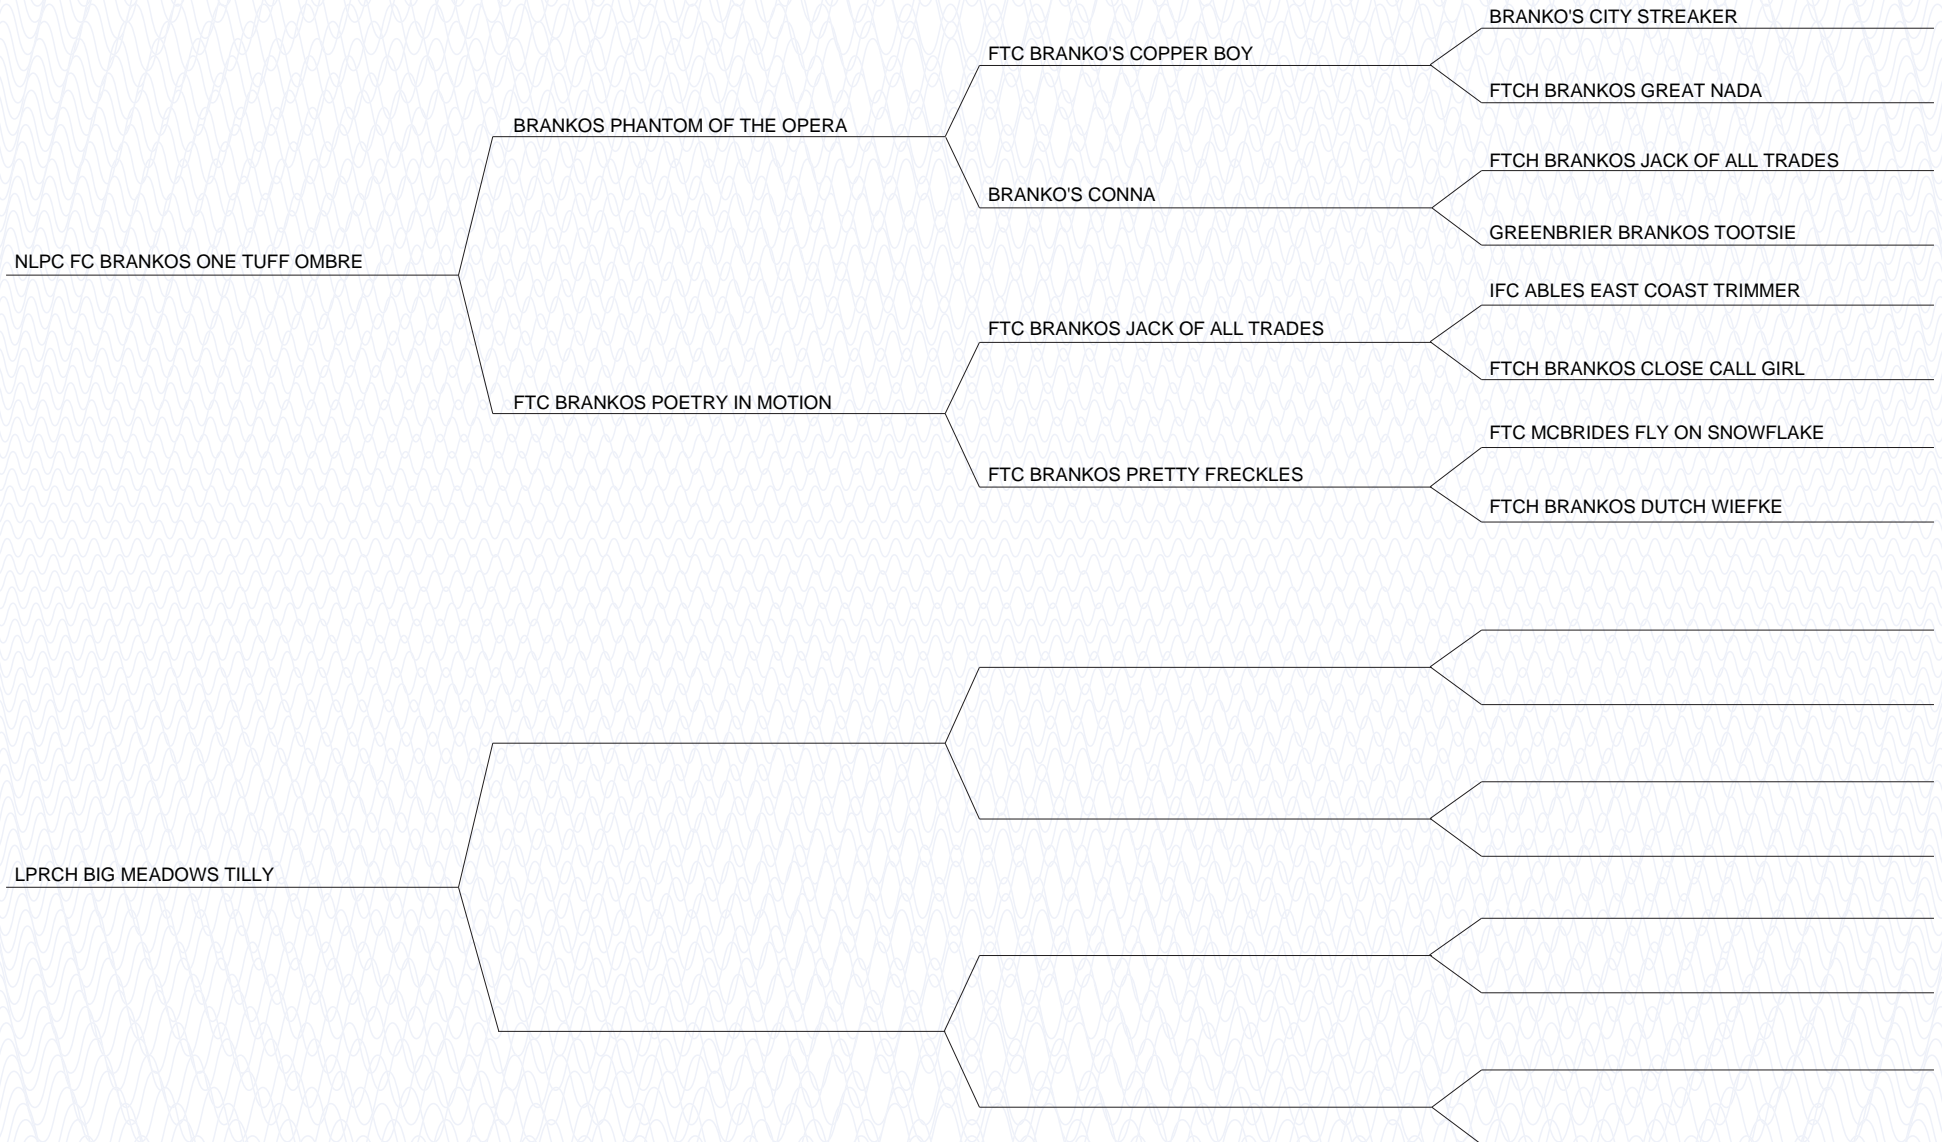 BRANKO'S CITY STREAKER
FTC BRANKO'S COPPER BOY
FTCH BRANKOS GREAT NADA
BRANKOS PHANTOM OF THE OPERA
FTCH BRANKOS JACK OF ALL TRADES
BRANKO'S CONNA
GREENBRIER BRANKOS TOOTSIE
NLPC FC BRANKOS ONE TUFF OMBRE
IFC ABLES EAST COAST TRIMMER
FTC BRANKOS JACK OF ALL TRADES
FTCH BRANKOS CLOSE CALL GIRL
FTC BRANKOS POETRY IN MOTION
FTC MCBRIDES FLY ON SNOWFLAKE
FTC BRANKOS PRETTY FRECKLES
FTCH BRANKOS DUTCH WIEFKE
LPRCH BIG MEADOWS TILLY